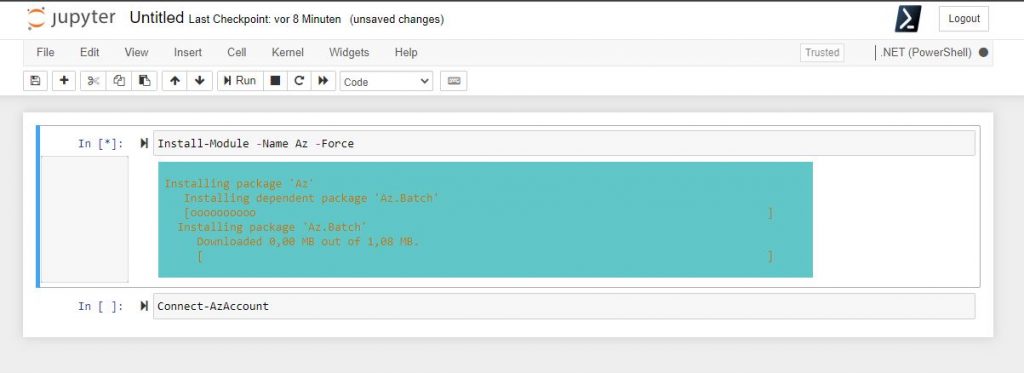 jupyter Untitled Last Checkpoint: vor 8 Minuten (unsaved changes) Logout
File Edit View Insert Cell Kernel Widgets Help Trusted .NET (PowerShell)
Run Code
In [*]: Install-Module -Name Az -Force
Installing package 'Az'
Installing dependent package 'Az.Batch'
[oooooooooo ]
Installing package 'Az.Batch'
Downloaded 0,00 MB out of 1,08 MB.
[ ]
In [ ]: Connect-AzAccount